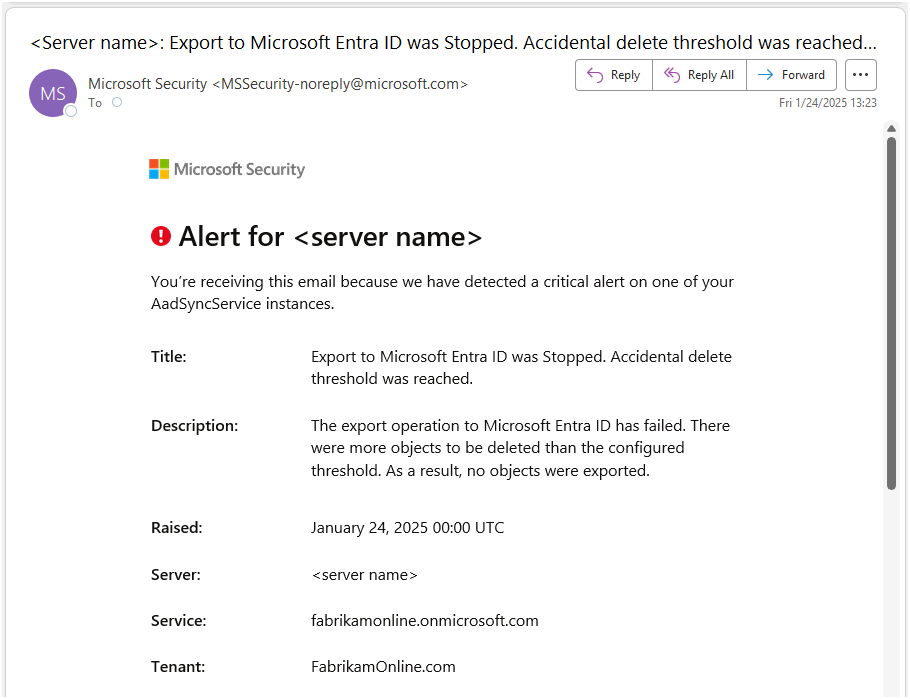 <Server name>: Export to Microsoft Entra ID was Stopped. Accidental delete threshold was reached...
MS
Microsoft Security <MSSecurity-noreply@microsoft.com>
To
Reply
Reply All
Forward
Fri 1/24/2025 13:23
Microsoft Security
Alert for <server name>
You’re receiving this email because we have detected a critical alert on one of your
AadSyncService instances.
Title: Export to Microsoft Entra ID was Stopped. Accidental delete
threshold was reached.
Description: The export operation to Microsoft Entra ID has failed. There
were more objects to be deleted than the configured
threshold. As a result, no objects were exported.
Raised: January 24, 2025 00:00 UTC
Server: <server name>
Service: fabrikamonline.onmicrosoft.com
Tenant: FabrikamOnline.com